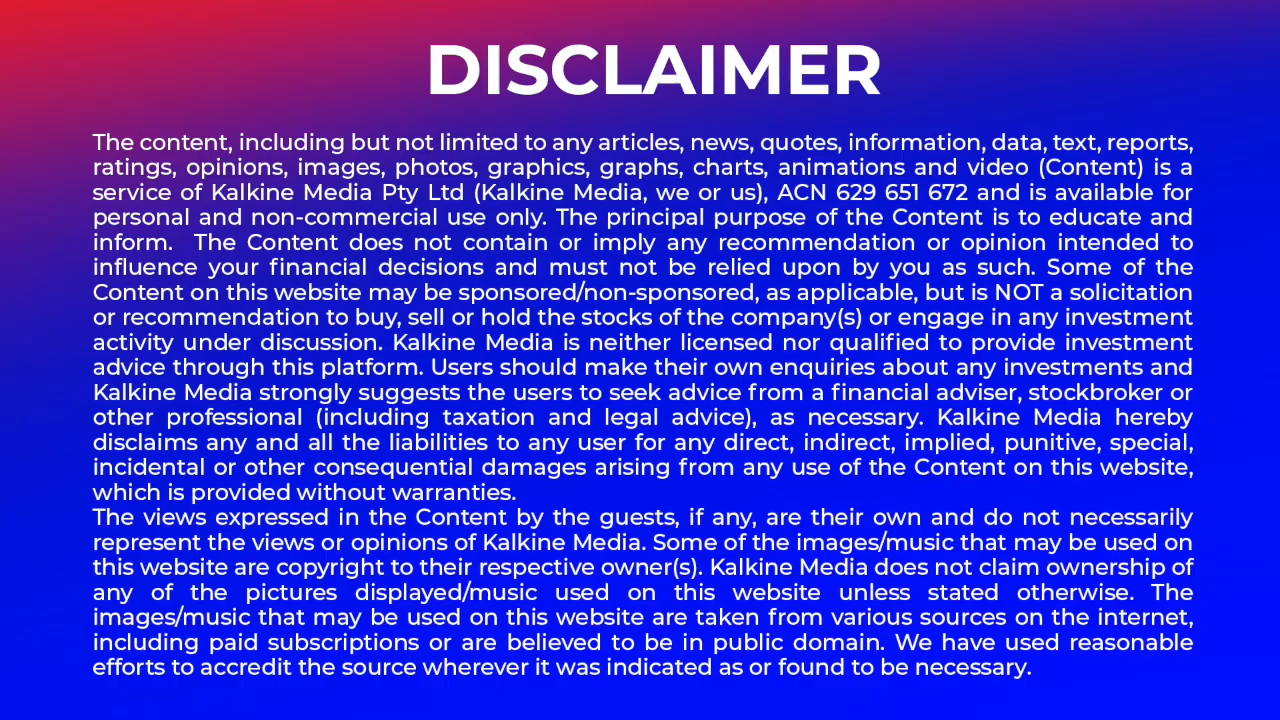 DISCLAIMER
The content, including but not limited to any articles, news, quotes, information, data, text, reports,
ratings, opinions, images, photos, graphics, graphs, charts, animations and video (Content) is a
service of Kalkine Media Pty Ltd (Kalkine Media, we or us), ACN 629 651 672 and is available for
personal and non-commercial use only. The principal purpose of the Content is to educate and
inform.  The Content does not contain or imply any recommendation or opinion intended to
influence your financial decisions and must not be relied upon by you as such. Some of the
Content on this website may be sponsored/non-sponsored, as applicable, but is NOT a solicitation
or recommendation to buy, sell or hold the stocks of the company(s) or engage in any investment
activity under discussion. Kalkine Media is neither licensed nor qualified to provide investment
advice through this platform. Users should make their own enquiries about any investments and
Kalkine Media strongly suggests the users to seek advice from a financial adviser, stockbroker or
other professional (including taxation and legal advice), as necessary. Kalkine Media hereby
disclaims any and all the liabilities to any user for any direct, indirect, implied, punitive, special,
incidental or other consequential damages arising from any use of the Content on this website,
which is provided without warranties.
The views expressed in the Content by the guests, if any, are their own and do not necessarily
represent the views or opinions of Kalkine Media. Some of the images/music that may be used on
this website are copyright to their respective owner(s). Kalkine Media does not claim ownership of
any of the pictures displayed/music used on this website unless stated otherwise. The
images/music that may be used on this website are taken from various sources on the internet,
including paid subscriptions or are believed to be in public domain. We have used reasonable
efforts to accredit the source wherever it was indicated as or found to be necessary.